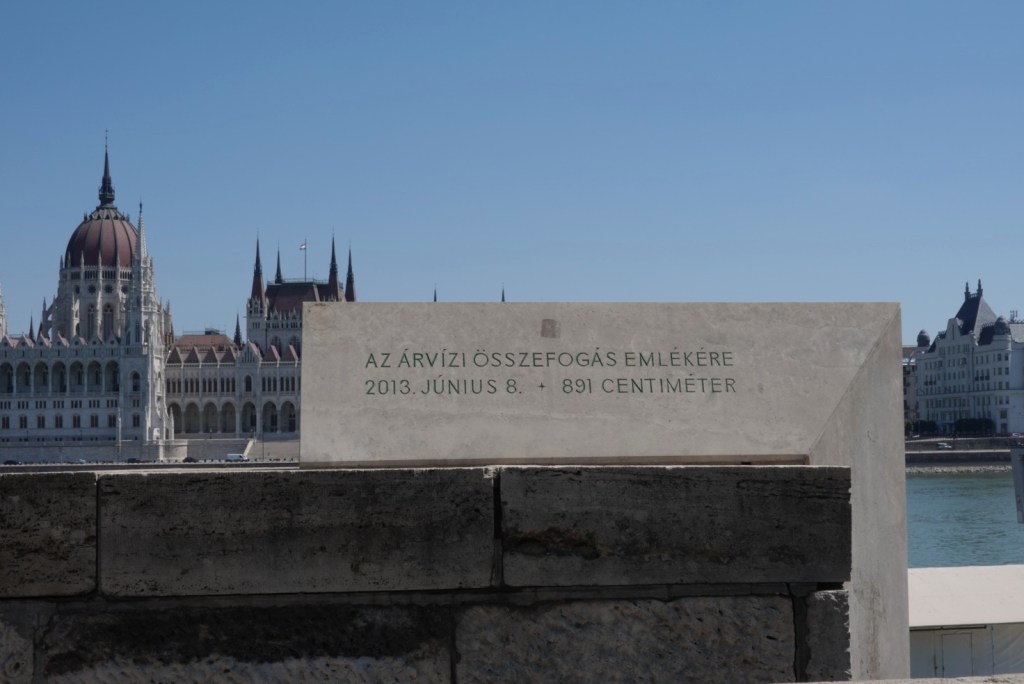 AZ ÁRVÍZI ÖSSZEFOGÁS EMLÉKÉRE
2013. JÚNIUS 8. + 891 CENTIMÉTER